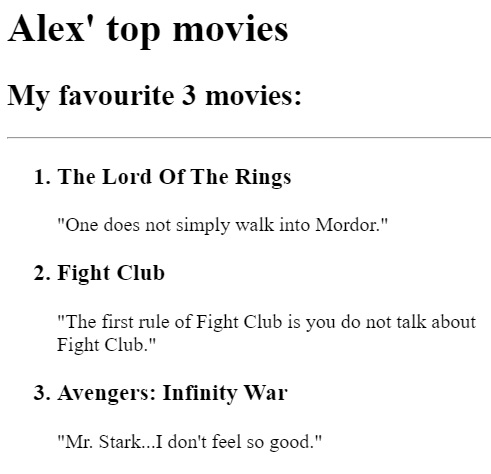 Alex' top movies
My favourite 3 movies:
1. The Lord Of The Rings
"One does not simply walk into Mordor."
2. Fight Club
"The first rule of Fight Club is you do not talk about
Fight Club."
3. Avengers: Infinity War
"Mr. Stark...I don't feel so good."